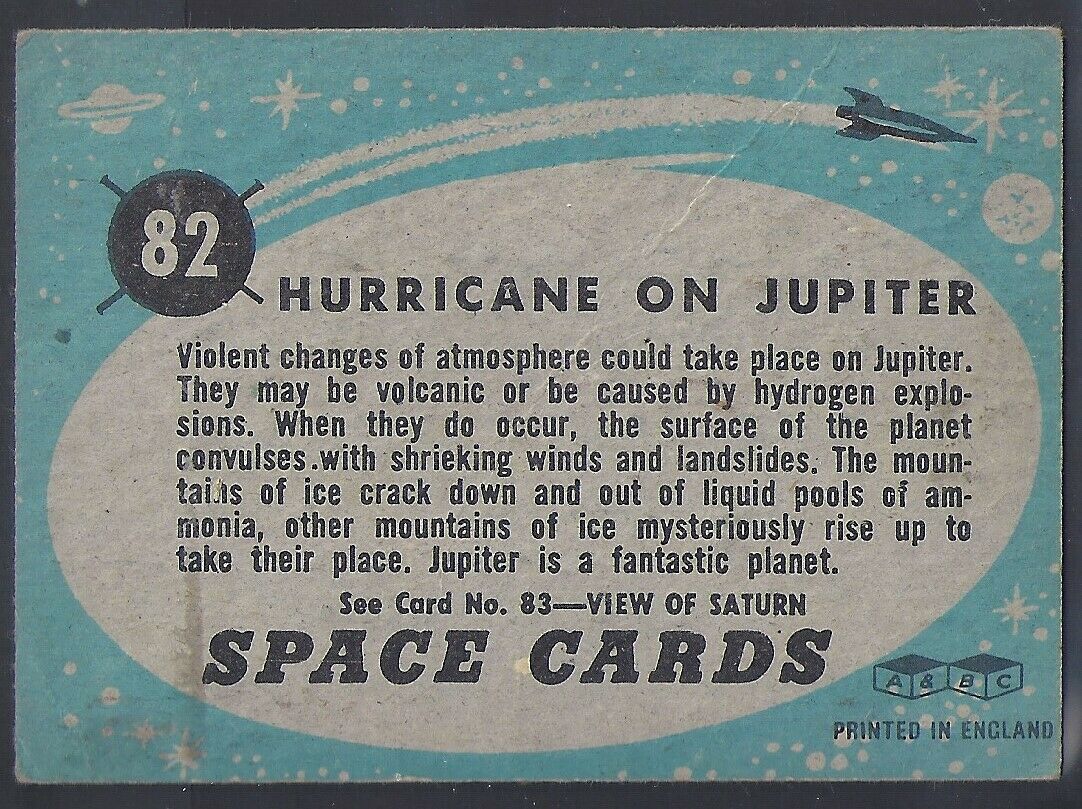 82
HURRICANE ON JUPITER
Violent changes of atmosphere could take place on Jupiter.
They may be volcanic or be caused by hydrogen explo-
sions. When they do occur, the surface of the planet
convulses.with shrieking winds and landslides. The moun-
tains of ice crack down and out of liquid pools of am-
monia, other mountains of ice mysteriously rise up to
take their place. Jupiter is a fantastic planet.
See Card No. 83—VIEW OF SATURN
SPACE CARDS
A & B C
PRINTED IN ENGLAND